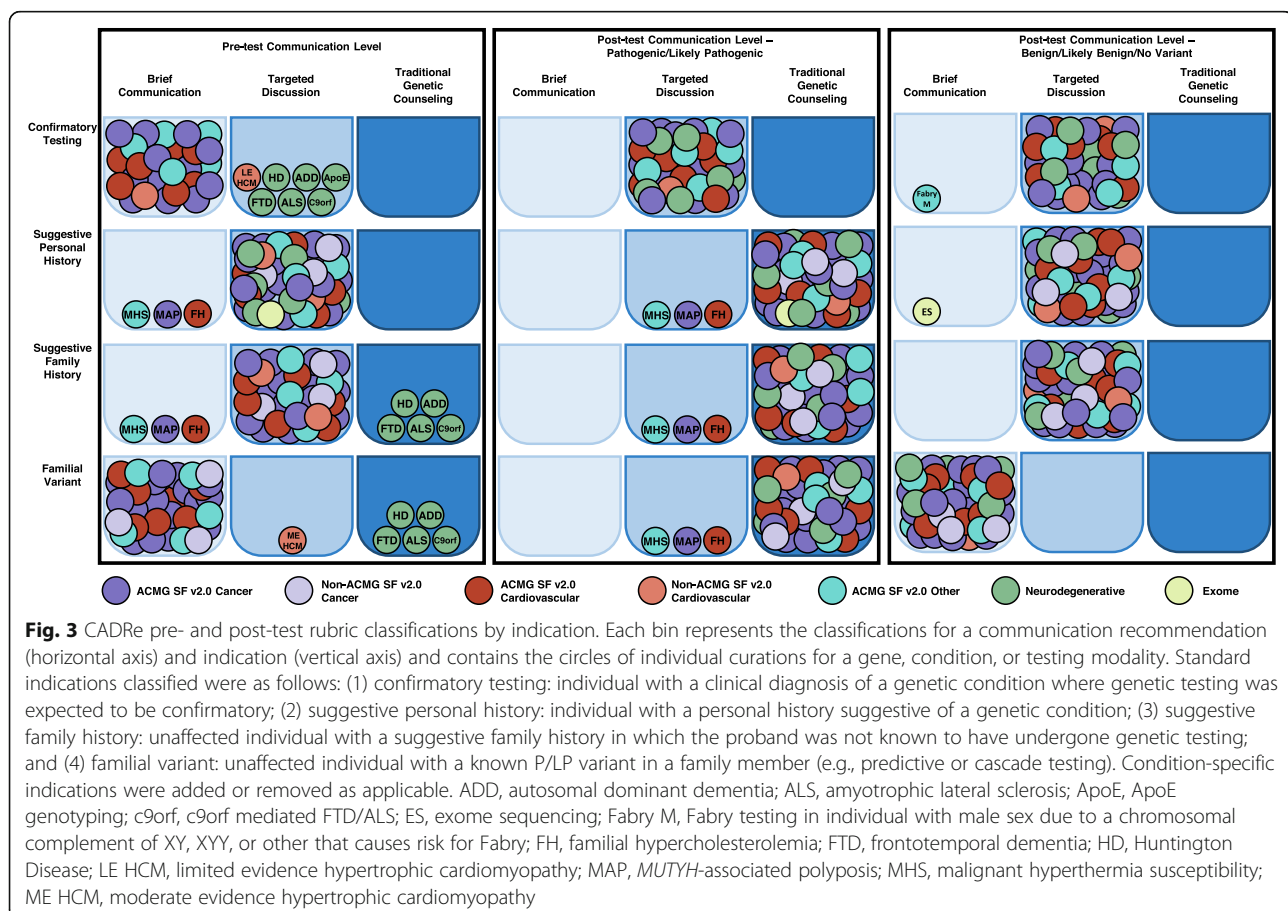 Pre-test Communication Level
Brief Communication
Targeted Discussion
Traditional Genetic Counseling
Post-test Communication Level –
Pathogenic/Likely Pathogenic
Brief Communication
Targeted Discussion
Traditional Genetic Counseling
Post-test Communication Level –
Benign/Likely Benign/No Variant
Brief Communication
Targeted Discussion
Traditional Genetic Counseling
Confirmatory Testing
LE HCM
HD
ADD
ApoE
FTD
ALS
C9orf
Fabry M
Suggestive Personal History
MHS
MAP
FH
MHS
MAP
FH
ES
Suggestive Family History
MHS
MAP
FH
HD
ADD
FTD
ALS
C9orf
MHS
MAP
FH
Familial Variant
ME HCM
HD
ADD
FTD
ALS
C9orf
MHS
MAP
FH
ACMG SF v2.0 Cancer
Non-ACMG SF v2.0 Cancer
ACMG SF v2.0 Cardiovascular
Non-ACMG SF v2.0 Cardiovascular
ACMG SF v2.0 Other
Neurodegenerative
Exome
Fig. 3 CADRe pre- and post-test rubric classifications by indication. Each bin represents the classifications for a communication recommendation
(horizontal axis) and indication (vertical axis) and contains the circles of individual curations for a gene, condition, or testing modality. Standard
indications classified were as follows: (1) confirmatory testing: individual with a clinical diagnosis of a genetic condition where genetic testing was
expected to be confirmatory; (2) suggestive personal history: individual with a personal history suggestive of a genetic condition; (3) suggestive
family history: unaffected individual with a suggestive family history in which the proband was not known to have undergone genetic testing;
and (4) familial variant: unaffected individual with a known P/LP variant in a family member (e.g., predictive or cascade testing). Condition-specific
indications were added or removed as applicable. ADD, autosomal dominant dementia; ALS, amyotrophic lateral sclerosis; ApoE, ApoE
genotyping; c9orf, c9orf mediated FTD/ALS; ES, exome sequencing; Fabry M, Fabry testing in individual with male sex due to a chromosomal
complement of XY, XYY, or other that causes risk for Fabry; FH, familial hypercholesterolemia; FTD, frontotemporal dementia; HD, Huntington
Disease; LE HCM, limited evidence hypertrophic cardiomyopathy; MAP, MUTYH-associated polyposis; MHS, malignant hyperthermia susceptibility;
ME HCM, moderate evidence hypertrophic cardiomyopathy